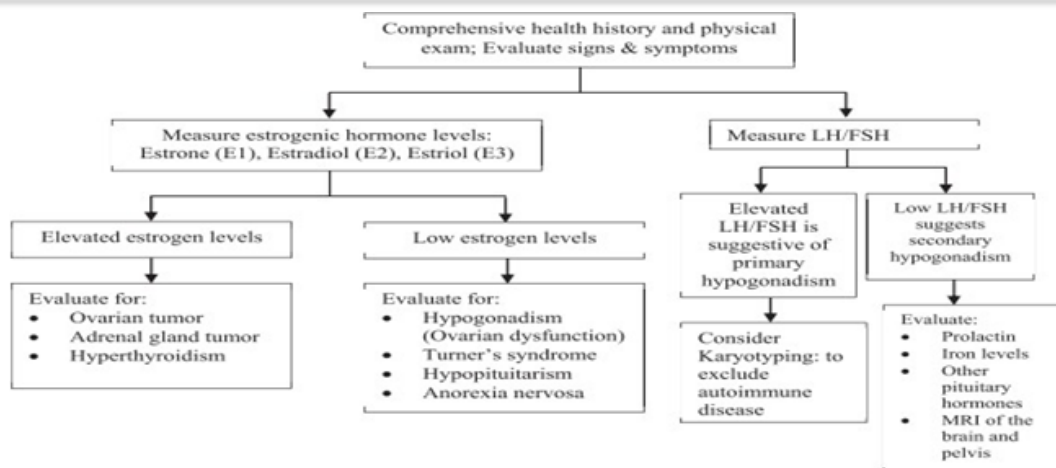 Comprehensive health history and physical
exam; Evaluate signs & symptoms
Measure estrogenic hormone levels:
Estrone (E1), Estradiol (E2), Estriol (E3)
Measure LH/FSH
Elevated estrogen levels
Low estrogen levels
Elevated
LH/FSH is
suggestive of
primary
hypogonadism
Low LH/FSH
suggests
secondary
hypogonadism
Evaluate for:
• Ovarian tumor
• Adrenal gland tumor
• Hyperthyroidism
Evaluate for:
• Hypogonadism
(Ovarian dysfunction)
• Turner's syndrome
• Hypopituitarism
• Anorexia nervosa
Consider
Karyotyping: to
exclude
autoimmune
disease
Evaluate:
• Prolactin
• Iron levels
• Other
pituitary
hormones
• MRI of the
brain and
pelvis